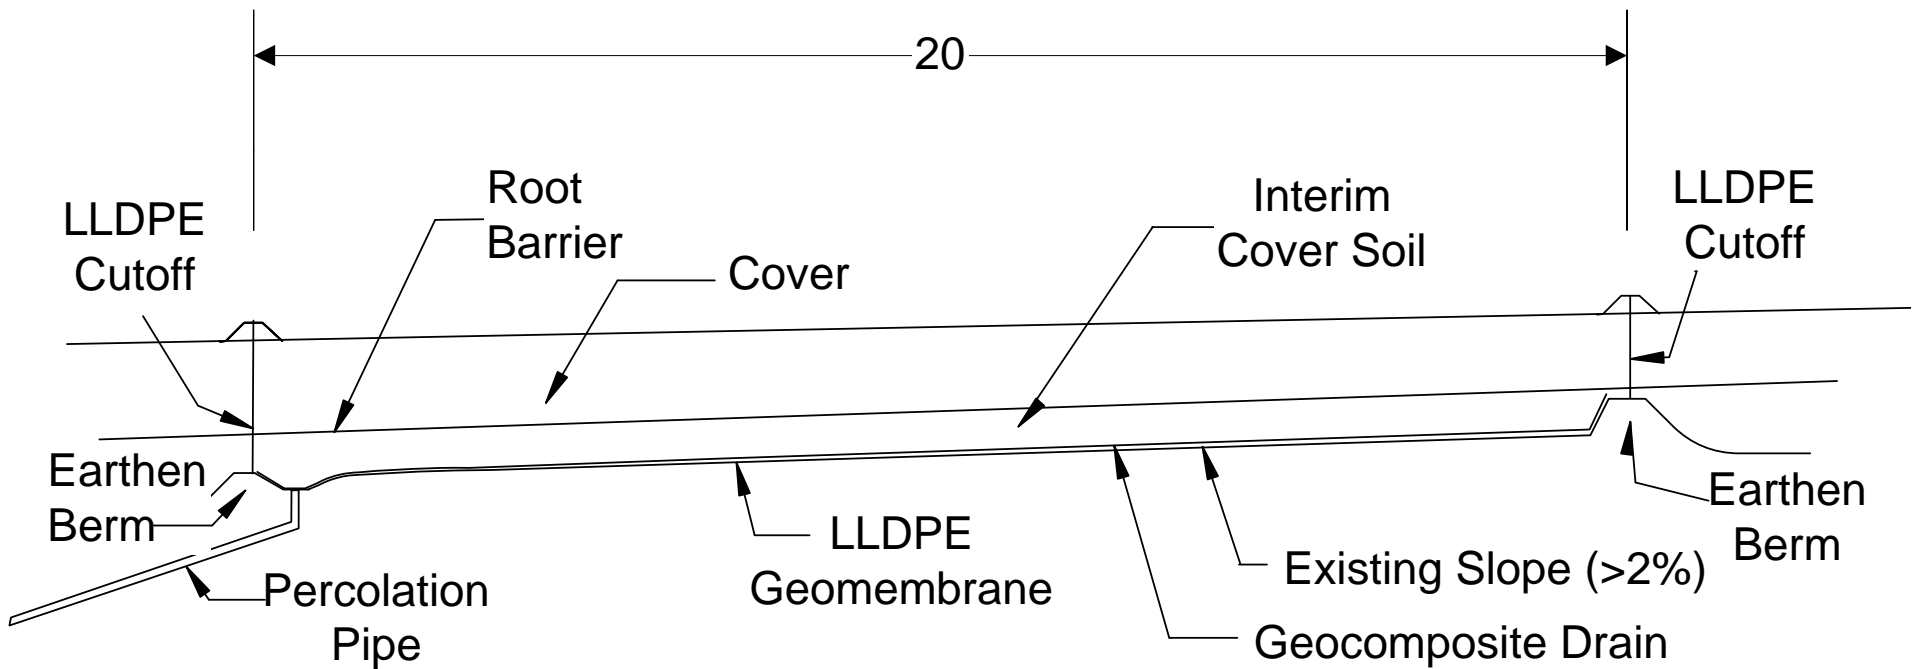 20
LLDPE
Cutoff
Root
Barrier
Cover
Interim
Cover Soil
LLDPE
Cutoff
Earthen
Berm
Percolation
Pipe
LLDPE
Geomembrane
Existing Slope (>2%)
Geocomposite Drain
Earthen
Berm